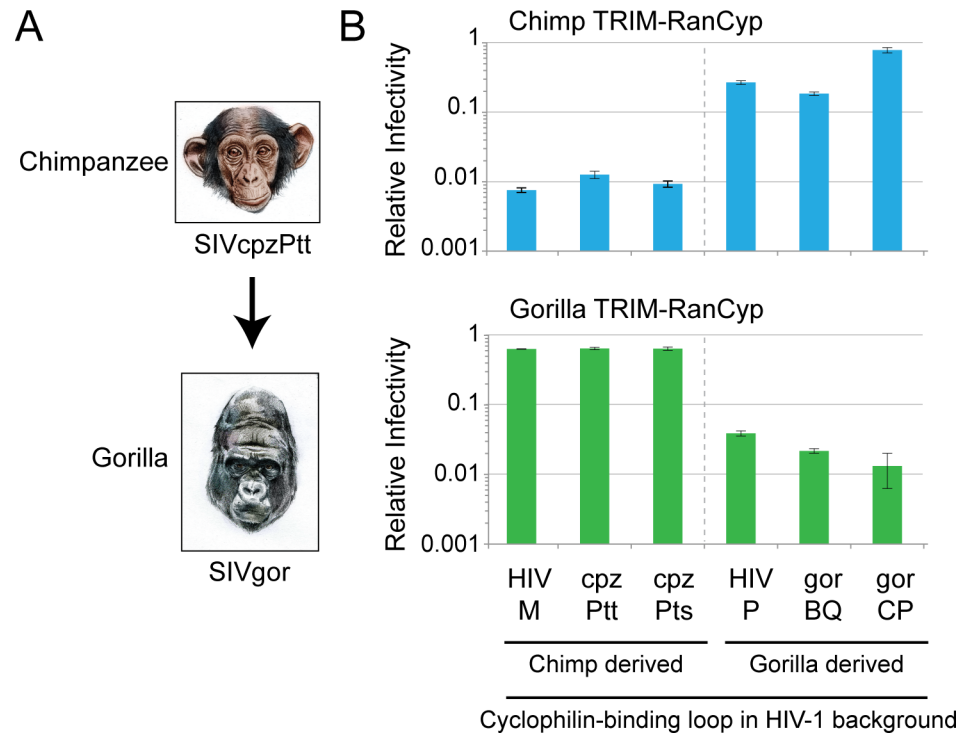 A
Chimpanzee
SIVcpzPtt
Gorilla
SIVgor
B
Chimp TRIM-RanCyp
Relative Infectivity
1
0.1
0.01
0.001
Gorilla TRIM-RanCyp
Relative Infectivity
1
0.1
0.01
0.001
HIV cpz cpz HIV gor gor
M Ptt Pts P BQ CP
Chimp derived Gorilla derived
Cyclophilin-binding loop in HIV-1 background